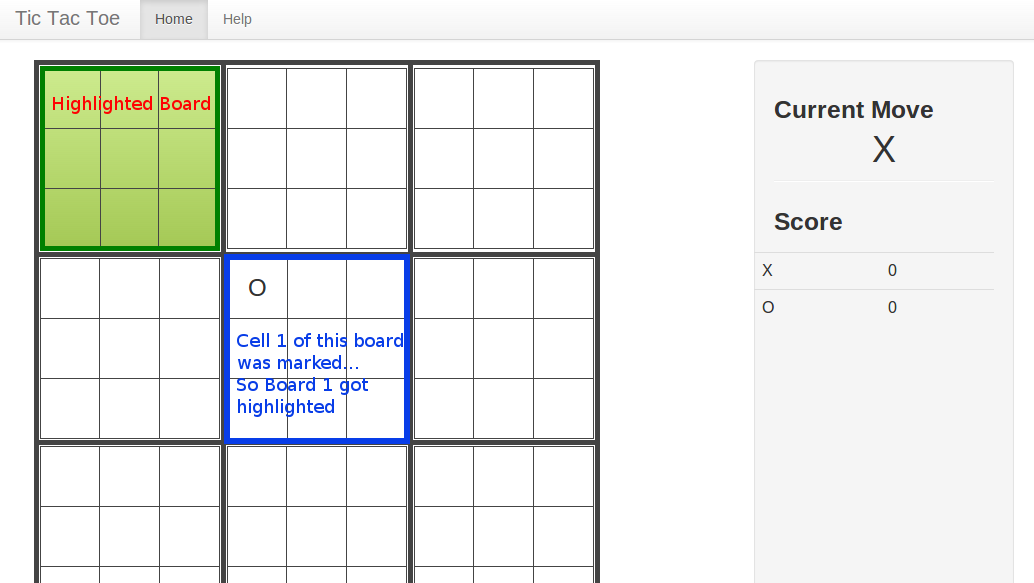 Tic Tac Toe Home Help
Highlighted Board
O
Cell 1 of this board
was marked...
So Board 1 got
highlighted
Current Move
X
Score
X 0
O 0